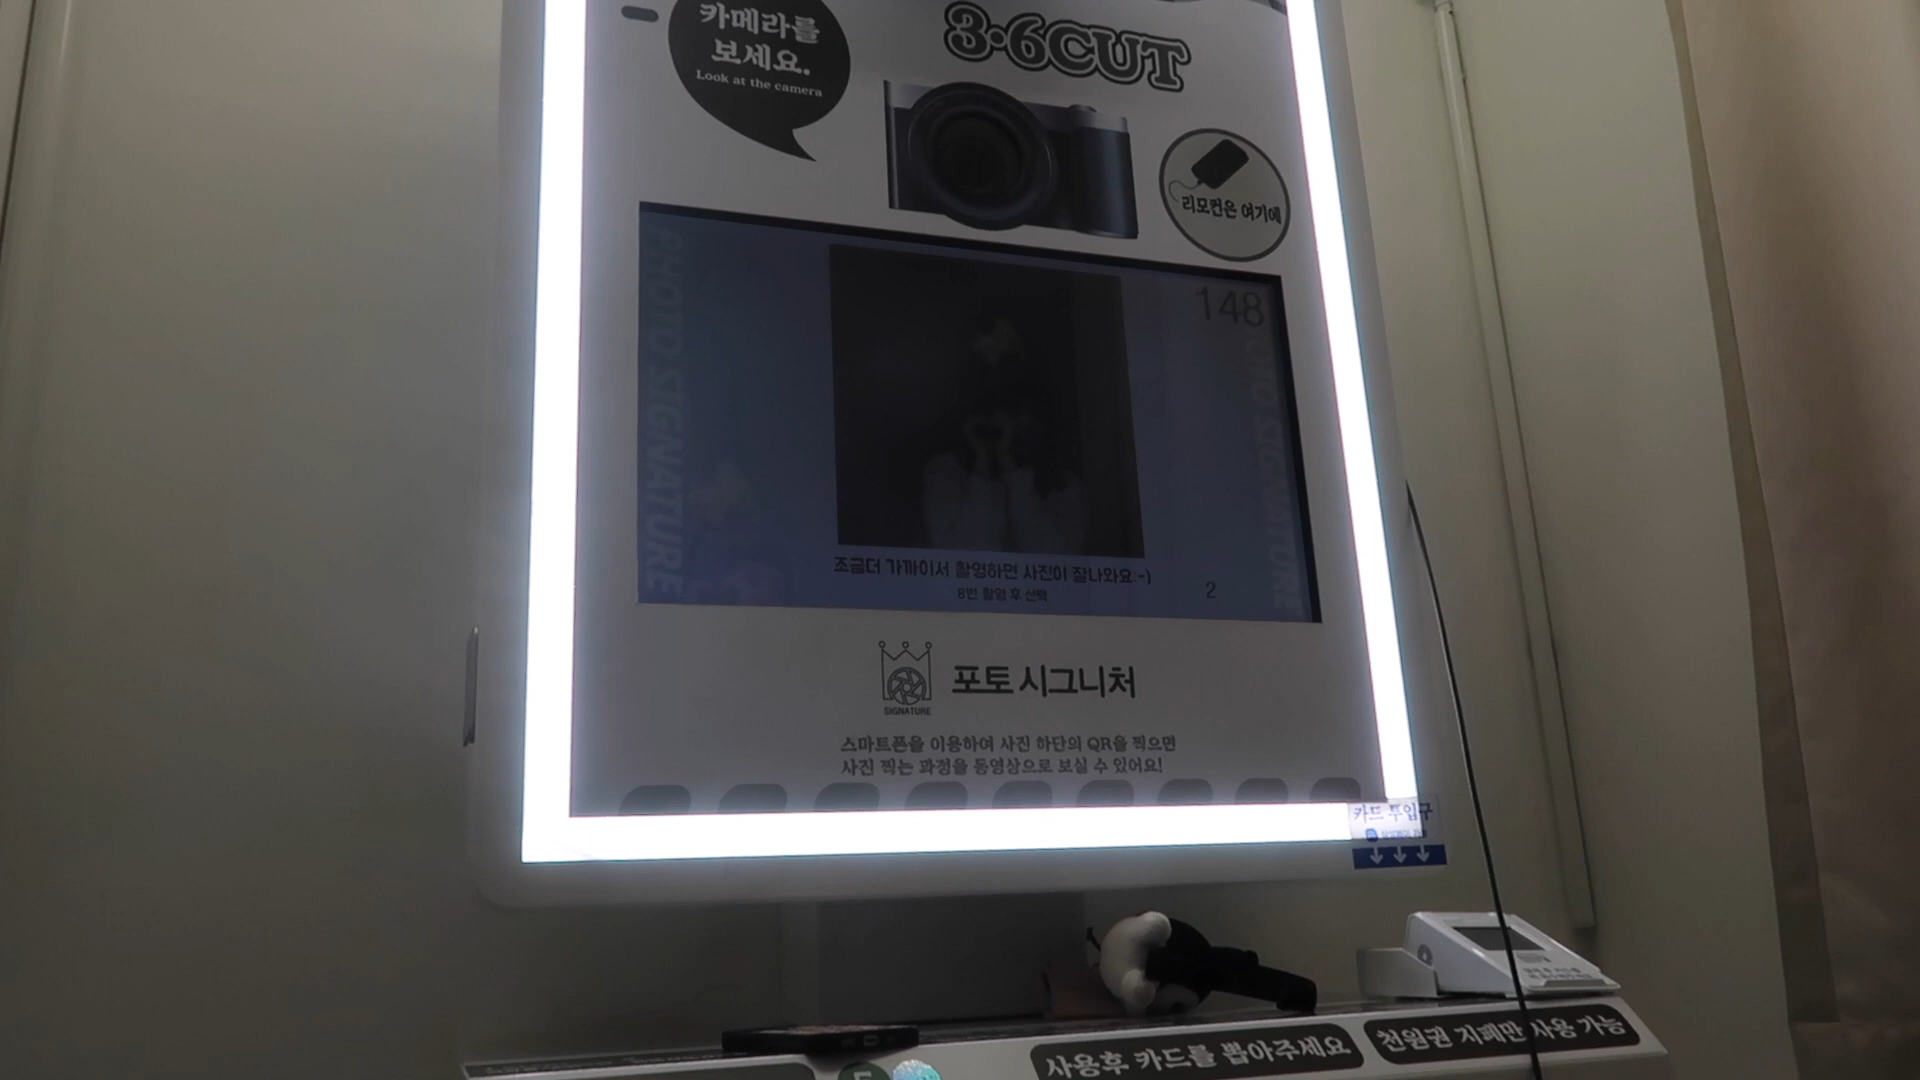 카메라를
보세요.
Look at the camera
3·6CUT
리모컨은 여기에
PHOTO SIGNATURE
148
SIGNATURE
조금더 가까이서 촬영하면 사진이 잘나와요:-)
8번 촬영 후 선택
2
SIGNATURE
포토시그니처
스마트폰을 이용하여 사진 하단의 QR을 찍으면
사진 찍는 과정을 동영상으로 보실 수 있어요!
카드 투입구
사용후 카드를 뽑아주세요
천원권 지폐만 사용 가능